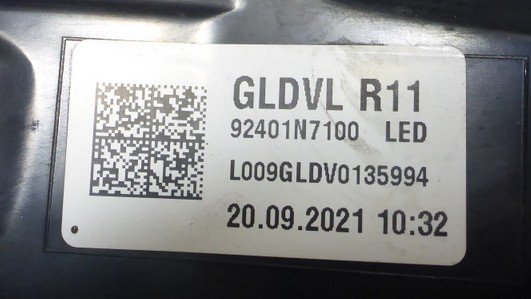 GLDVL R11
92401N7100 LED
L009GLDV0135994
20.09.2021 10:32